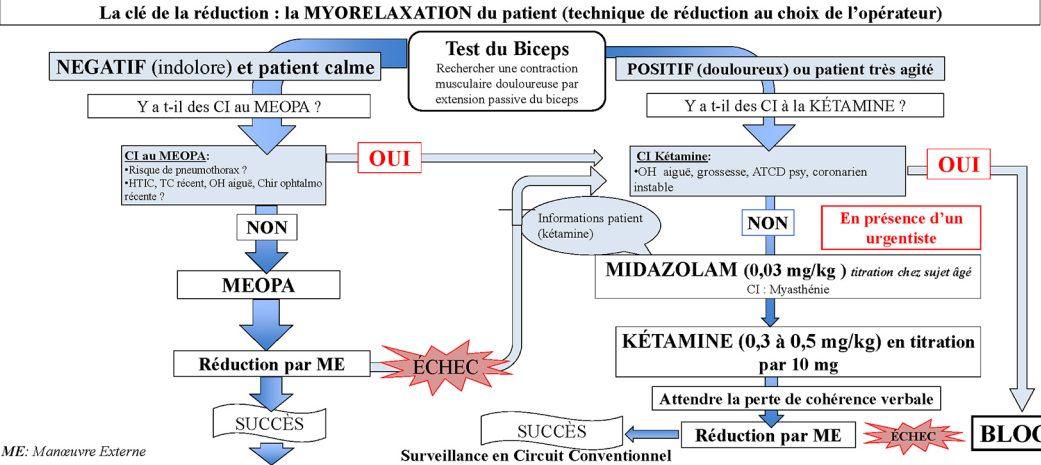 La clé de la réduction : la MYORELAXATION du patient (technique de réduction au choix de l'opérateur)
Test du Biceps
Rechercher une contraction
musculaire douloureuse par
extension passive du biceps
NEGATIF (indolore) et patient calme
Y a t-il des CI au MEOPA ?
CI au MEOPA:
•Risque de pneumothorax ?
•HTIC, TC récent, OH aiguë, Chir ophtalmo
récente ?
OUI
NON
MEOPA
Réduction par ME
ÉCHEC
SUCCÈS
ME: Manœuvre Externe
POSITIF (douloureux) ou patient très agité
Y a t-il des CI à la KÉTAMINE ?
CI Kétamine:
•OH aiguë, grossesse, ATCD psy, coronarien
instable
OUI
NON
En présence d'un
urgentiste
Informations patient
(kétamine)
MIDAZOLAM (0,03 mg/kg ) titration chez sujet âgé
CI : Myasthénie
KÉTAMINE (0,3 à 0,5 mg/kg) en titration
par 10 mg
Attendre la perte de cohérence verbale
Réduction par ME
ÉCHEC
BLOC
SUCCÈS
Surveillance en Circuit Conventionnel